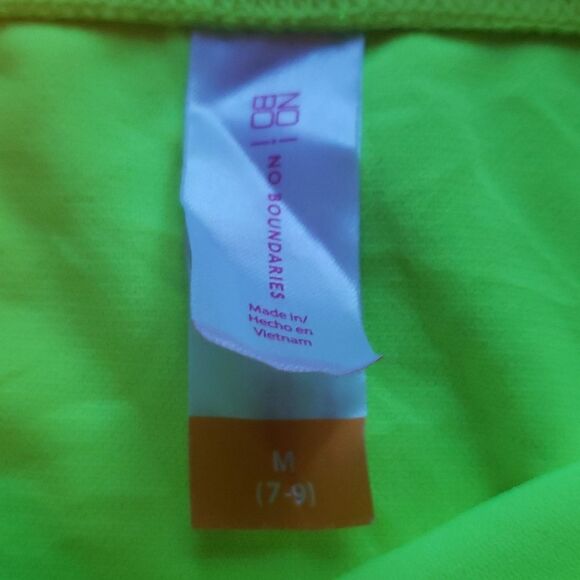 NO
BO
NO BOUNDARIES
Made in/
Hecho en
Vietnam
M
(7-9)